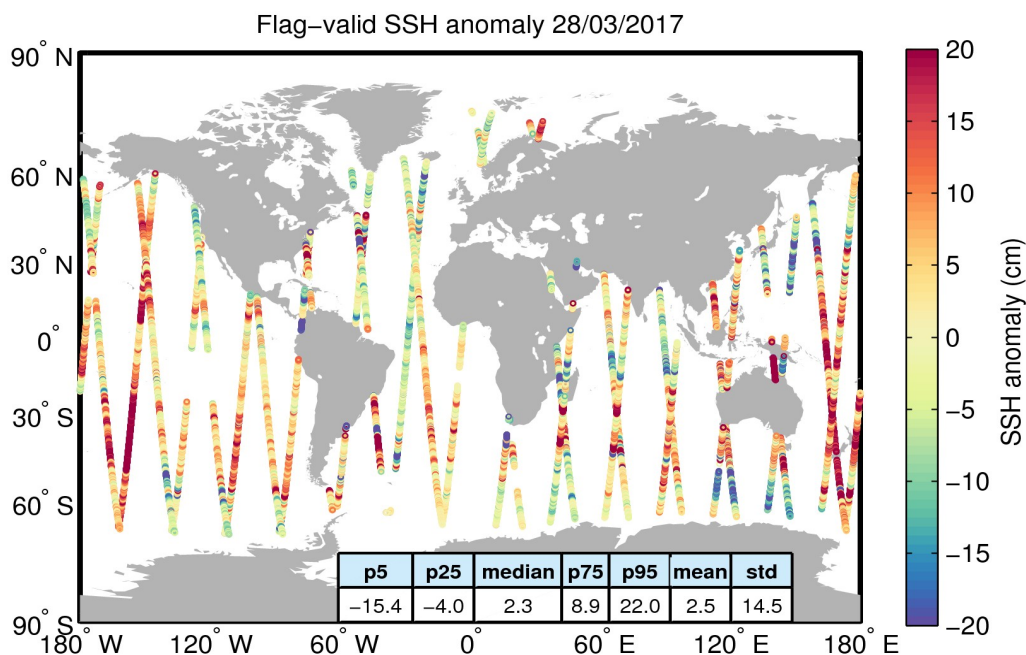 Flag−valid SSH anomaly 28/03/2017
90° N
60° N
30° N
0°
30° S
60° S
90° S
180° W
120° W
60° W
0°
60° E
120° E
180° E
p5 p25 median p75 p95 mean std
−15.4 −4.0 2.3 8.9 22.0 2.5 14.5
20
15
10
5
0
−5
−10
−15
−20
SSH anomaly (cm)